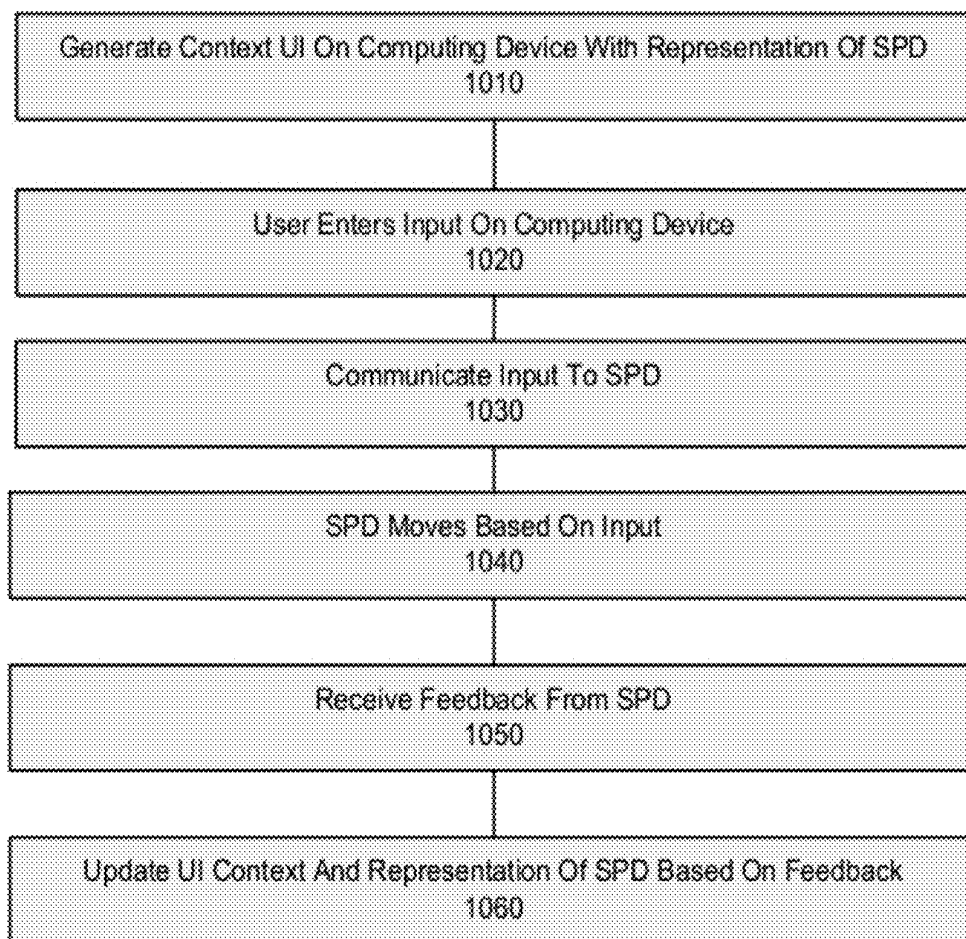 Generate Context UI On Computing Device With Representation Of SPD
1010
User Enters Input On Computing Device
1020
Communicate Input To SPD
1030
SPD Moves Based On Input
1040
Receive Feedback From SPD
1050
Update UI Context And Representation Of SPD Based On Feedback
1060